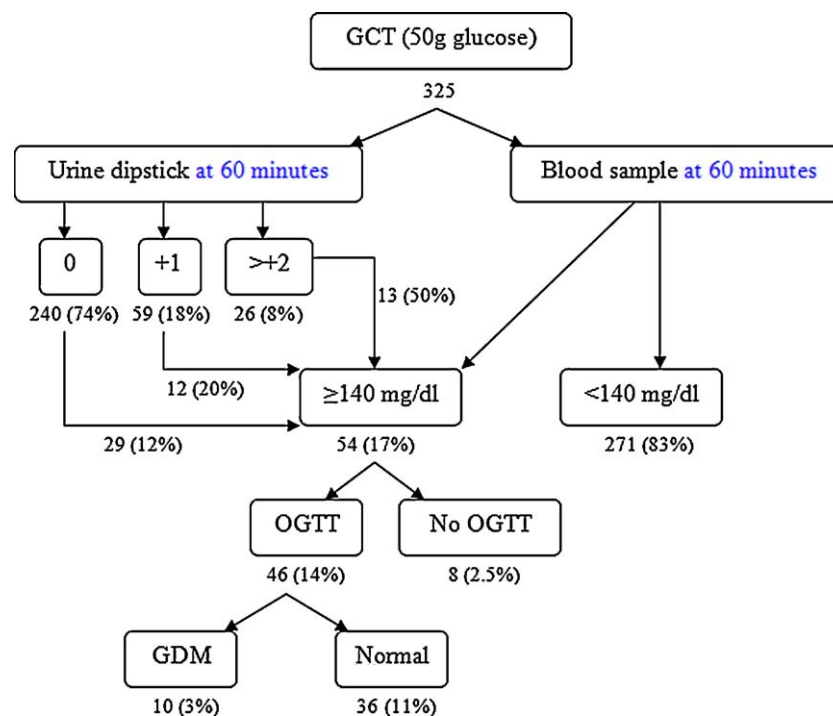 GCT (50g glucose)
325
Urine dipstick at 60 minutes
Blood sample at 60 minutes
0
+1
>+2
240 (74%)
59 (18%)
26 (8%)
13 (50%)
12 (20%)
29 (12%)
≥140 mg/dl
<140 mg/dl
54 (17%)
271 (83%)
OGTT
No OGTT
46 (14%)
8 (2.5%)
GDM
Normal
10 (3%)
36 (11%)